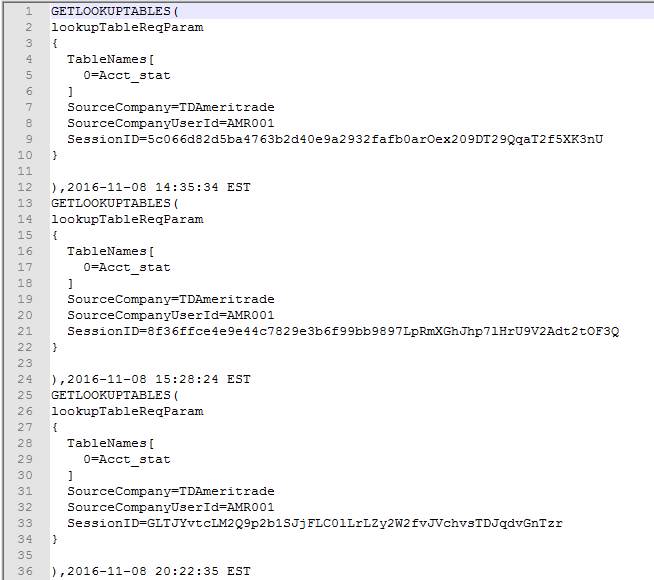 1 GETLOOKUPTABLES(
2 lookupTableReqParam
3 {
4 TableNames[
5 0=Acct_stat
6 ]
7 SourceCompany=TDAmeritrade
8 SourceCompanyUserId=AMR001
9 SessionID=5c066d82d5ba4763b2d40e9a2932fafb0arOex209DT29QqaT2f5XK3nU
10 }
11
12 ),2016-11-08 14:35:34 EST
13 GETLOOKUPTABLES(
14 lookupTableReqParam
15 {
16 TableNames[
17 0=Acct_stat
18 ]
19 SourceCompany=TDAmeritrade
20 SourceCompanyUserId=AMR001
21 SessionID=8f36ffce4e9e44c7829e3b6f99bb9897LpRmXGhJhp7lHrU9V2Adt2tOF3Q
22 }
23
24 ),2016-11-08 15:28:24 EST
25 GETLOOKUPTABLES(
26 lookupTableReqParam
27 {
28 TableNames[
29 0=Acct_stat
30 ]
31 SourceCompany=TDAmeritrade
32 SourceCompanyUserId=AMR001
33 SessionID=GLTJYvtcLM2Q9p2b1SJjFLC0lLrLZy2W2fvJVchvsTDJqdvGnTzr
34 }
35
36 ),2016-11-08 20:22:35 EST